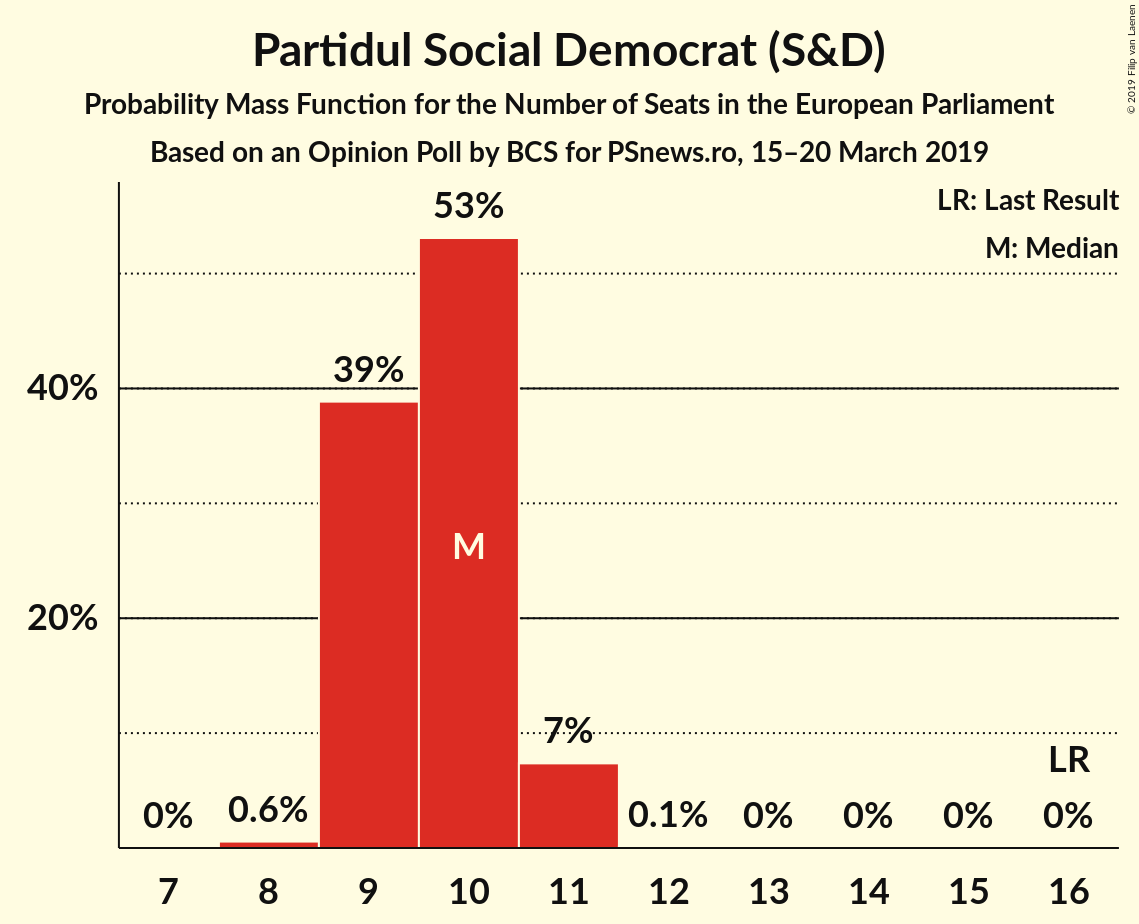 Partidul Social Democrat (S&D)
Probability Mass Function for the Number of Seats in the European Parliament
Based on an Opinion Poll by BCS for PSnews.ro, 15–20 March 2019
© 2019 Filip van Laenen
LR: Last Result
M: Median
53%
39%
40%
M
20%
7%
LR
0%
0.6%
0.1%
0%
0%
0%
0%
7 8 9 10 11 12 13 14 15 16